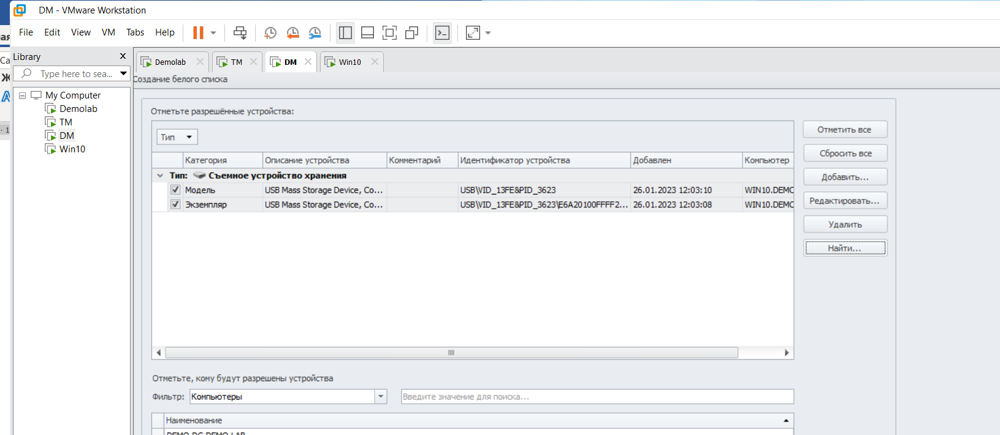 DM - VMware Workstation
File Edit View VM Tabs Help
Library
Type here to sea...
My Computer
Demolab
TM
DM
Win10
Demolab
TM
DM
Win10
Создание белого списка
Отметьте разрешённые устройства:
Тип
Категория Описание устройства Комментарий Идентификатор устройства Добавлен Компьютер
Тип: Съемное устройство хранения
Модель USB Mass Storage Device, Co... USB\VID_13FE&PID_3623 26.01.2023 12:03:10 WIN10.DEMO
Экземпляр USB Mass Storage Device, Co... USB\VID_13FE&PID_3623\E6A20100FFFF2... 26.01.2023 12:03:08 WIN10.DEMO
Отметить все
Сбросить все
Добавить...
Редактировать...
Удалить
Найти...
Отметьте, кому будут разрешены устройства
Фильтр: Компьютеры Введите значение для поиска...
Наименование
DEMO-DC.DEMO.LAB